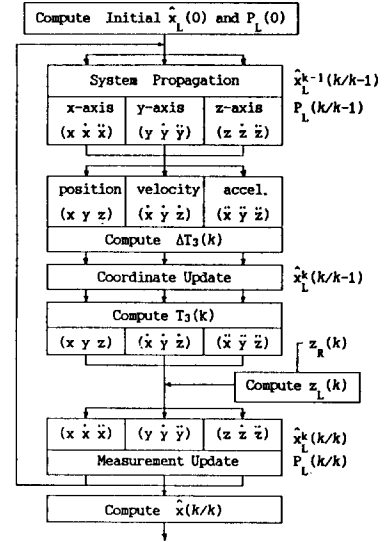 Compute Initial x̂_L(0) and P_L(0)
System Propagation
x̂_L^{k-1}(k/k-1)
x-axis y-axis z-axis
P_L(k/k-1)
(x ẋ ẍ) (y ẏ ÿ) (z ż z̈)
position velocity accel.
(x y z) (ẋ ẏ ż) (ẍ ÿ z̈)
Compute ΔT₃(k)
Coordinate Update
x̂_L^k(k/k-1)
Compute T₃(k)
(x y z) (ẋ ẏ ż) (ẍ ÿ z̈)
z_R(k)
Compute z_L(k)
(x ẋ ẍ) (y ẏ ÿ) (z ż z̈)
x̂_L^k(k/k)
Measurement Update
P_L(k/k)
Compute x̂(k/k)